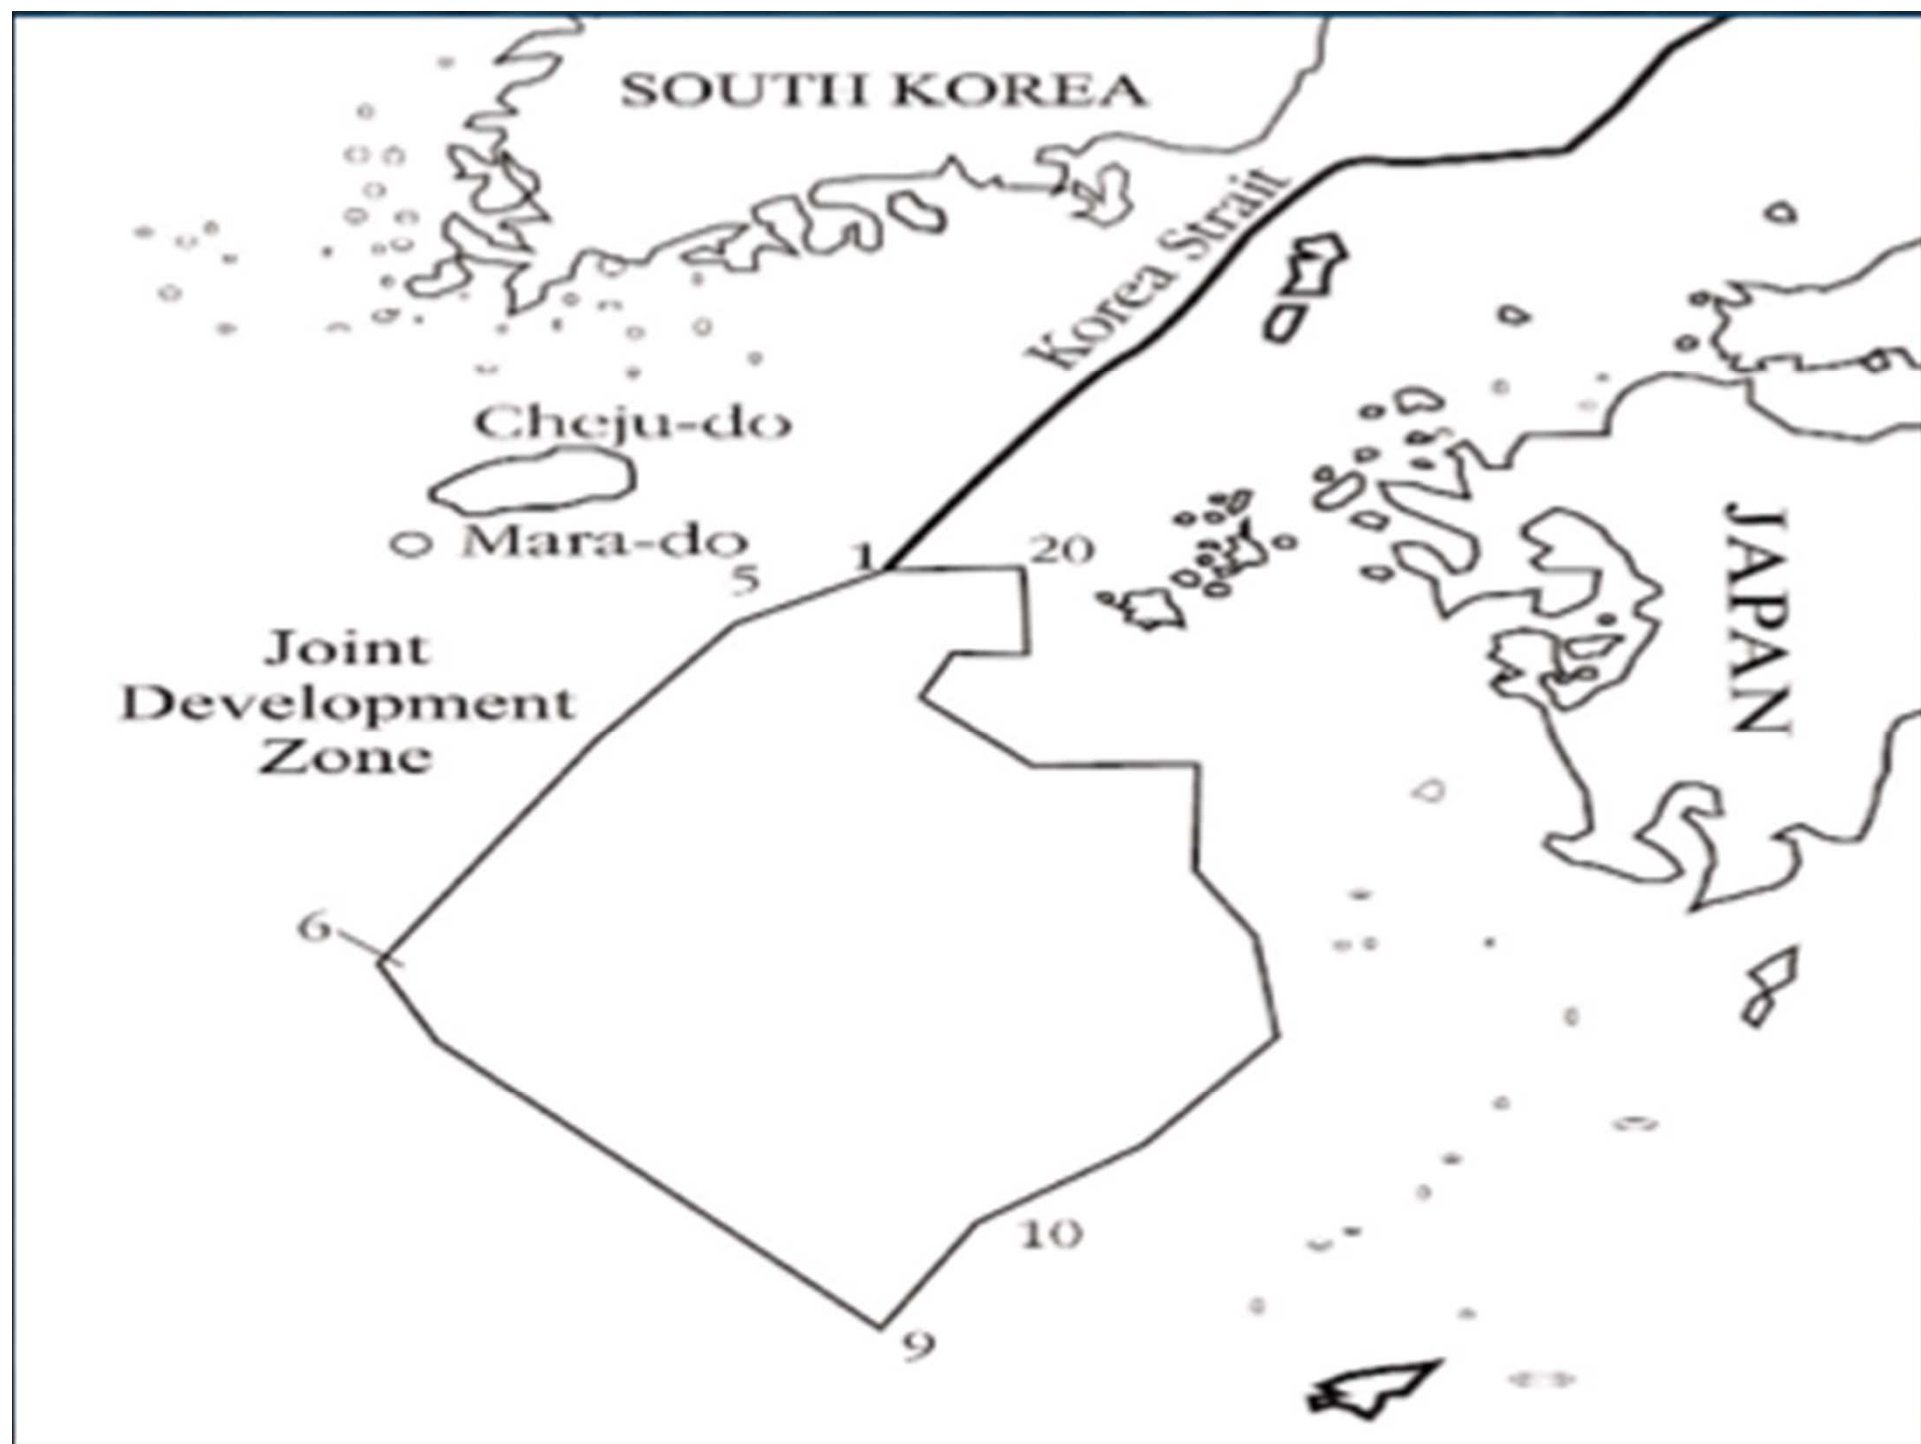 SOUTH KOREA
Korea Strait
Cheju-do
Mara-do
1
20
5
JAPAN
Joint
Development
Zone
6
10
9